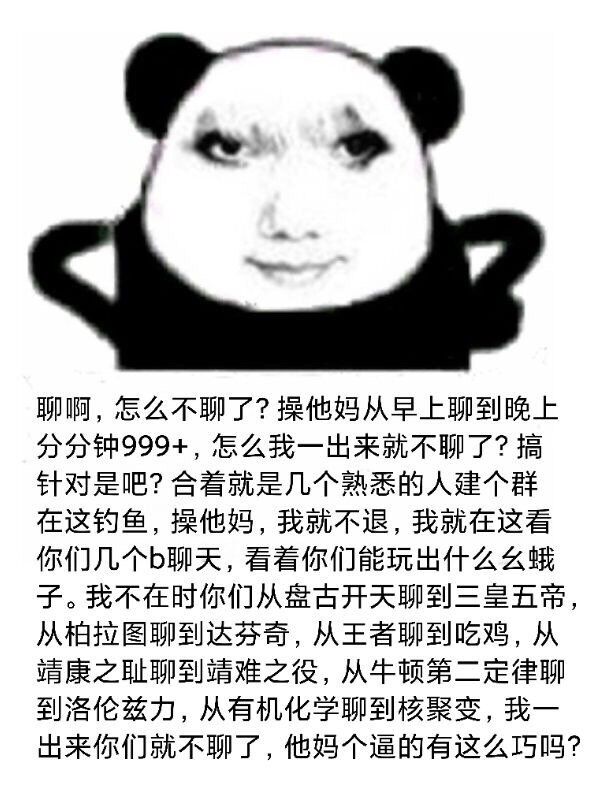 聊啊,怎么不聊了?操他妈从早上聊到晚上
分分钟999+,怎么我一出来就不聊了?搞
针对是吧?合着就是几个熟悉的人建个群
在这钓鱼,操他妈,我就不退,我就在这看
你们几个b聊天,看着你们能玩出什么幺蛾
子。我不在时你们从盘古开天聊到三皇五帝,
从柏拉图聊到达芬奇,从王者聊到吃鸡,从
靖康之耻聊到靖难之役,从牛顿第二定律聊
到洛伦兹力,从有机化学聊到核聚变,我一
出来你们就不聊了,他妈个逼的有这么巧吗?